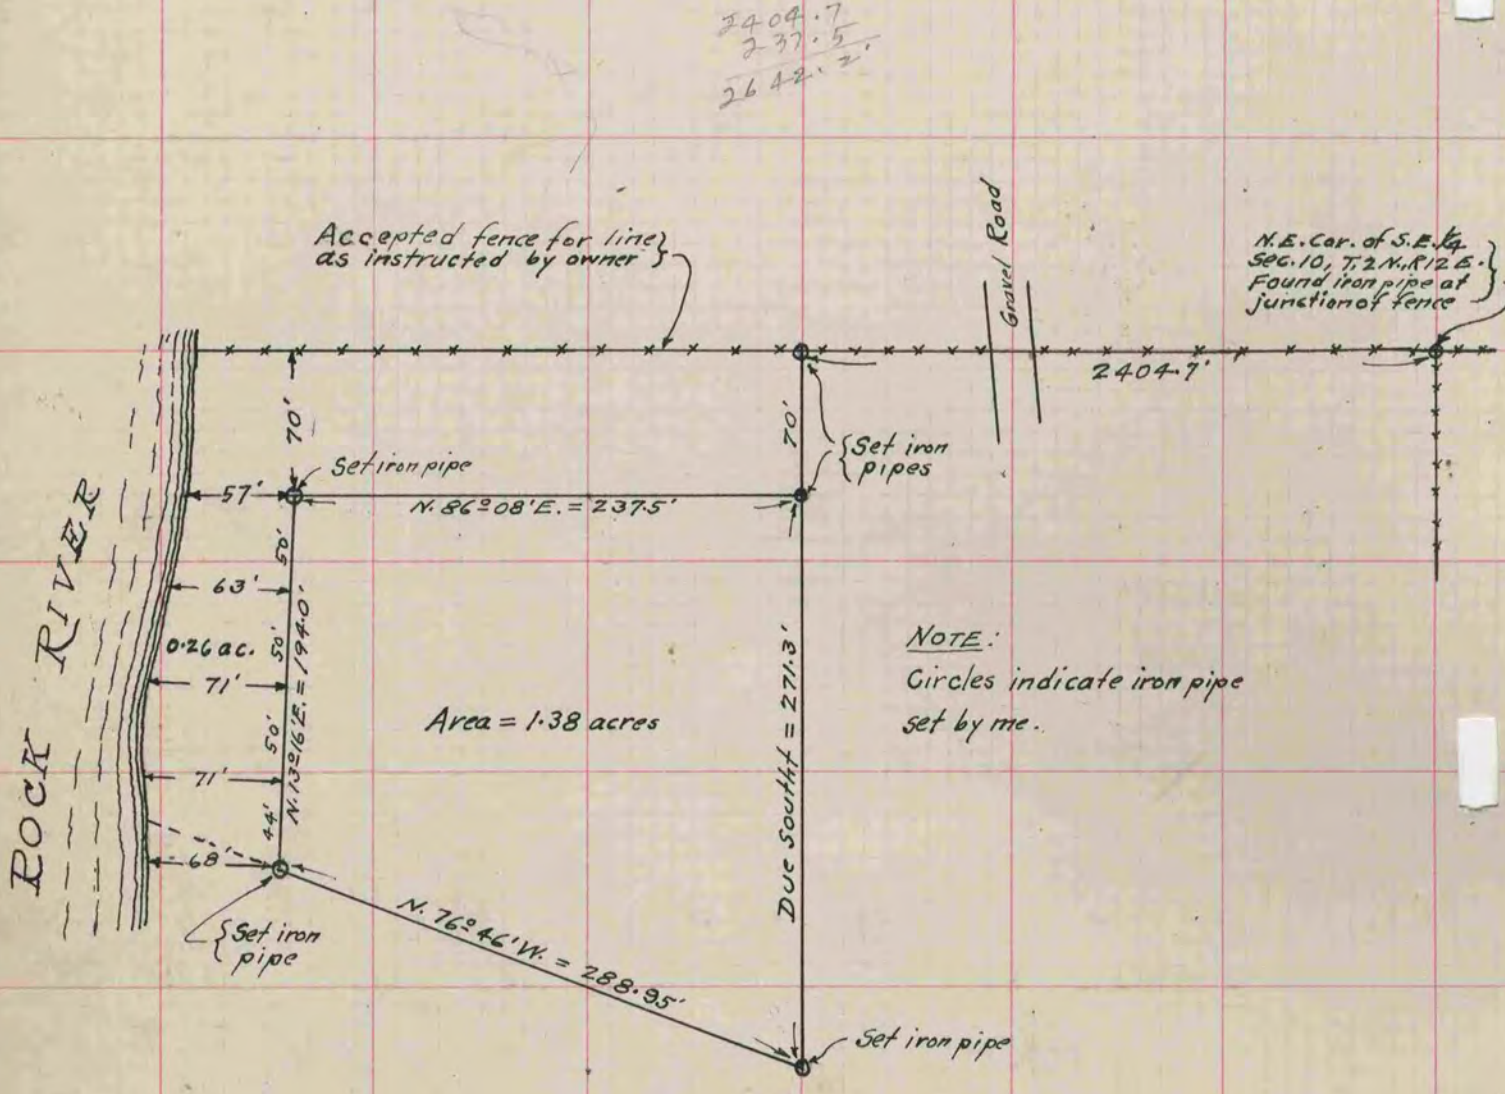 2404.7
237.5
2642.2'
Accepted fence for line}
as instructed by owner}
Gravel Road
N.E. Cor. of S.E.¼
Sec. 10, T. 2 N., R 12 E.
Found iron pipe at
junction of fence
2404.7'
70'
70'
Set iron pipe
{Set iron
pipes
57'
N. 86°08'E. = 237.5'
50'
63'
0.26 ac.
50'
71'
N. 13°16'E. = 194.0'
50'
71'
44'
68'
Area = 1.38 acres
Due South = 271.3'
NOTE:
Circles indicate iron pipe
set by me.
ROCK RIVER
{Set iron
pipe
N. 76°46'W. = 288.95'
Set iron pipe